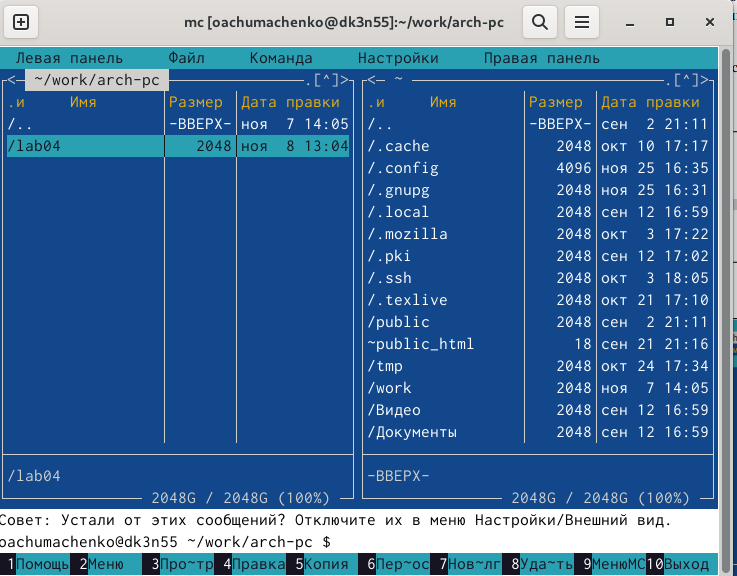 mc [oachumachenko@dk3n55]:~/work/arch-pc
Левая панель Файл Команда Настройки Правая панель
<— ~/work/arch-pc .[^]> <— ~ .[^]>
.и Имя Размер Дата правки .и Имя Размер Дата правки
/.. -ВВЕРХ- ноя 7 14:05 /.. -ВВЕРХ- сен 2 21:11
/lab04 2048 ноя 8 13:04 /.cache 2048 окт 10 17:17
/.config 4096 ноя 25 16:35
/.gnupg 2048 ноя 25 16:31
/.local 2048 сен 12 16:59
/.mozilla 2048 окт 3 17:22
/.pki 2048 сен 12 17:02
/.ssh 2048 окт 3 18:05
/.texlive 2048 окт 21 17:10
/public 2048 сен 2 21:11
~public_html 18 сен 21 21:16
/tmp 2048 окт 24 17:34
/work 2048 ноя 7 14:05
/Видео 2048 сен 12 16:59
/Документы 2048 сен 12 16:59
/lab04 -ВВЕРХ-
2048G / 2048G (100%) 2048G / 2048G (100%)
Совет: Устали от этих сообщений? Отключите их в меню Настройки/Внешний вид.
oachumachenko@dk3n55 ~/work/arch-pc $
1Помощь 2Меню 3Про~тр 4Правка 5Копия 6Пер~ос 7Нов~лг 8Уда~ть 9МенюMC 10Выход